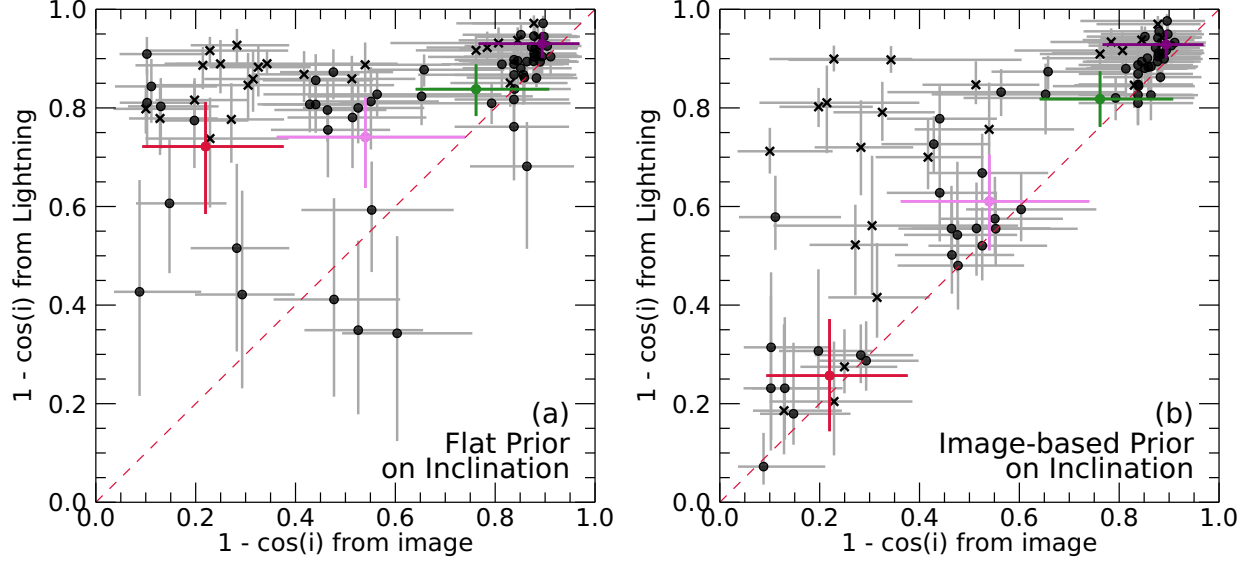 1.0
0.8
0.6
0.4
0.2
0.0
1 - cos(i) from Lightning
(a)
Flat Prior
on Inclination
0.0 0.2 0.4 0.6 0.8 1.0
1 - cos(i) from image
1.0
0.8
0.6
0.4
0.2
0.0
1 - cos(i) from Lightning
(b)
Image-based Prior
on Inclination
0.0 0.2 0.4 0.6 0.8 1.0
1 - cos(i) from image